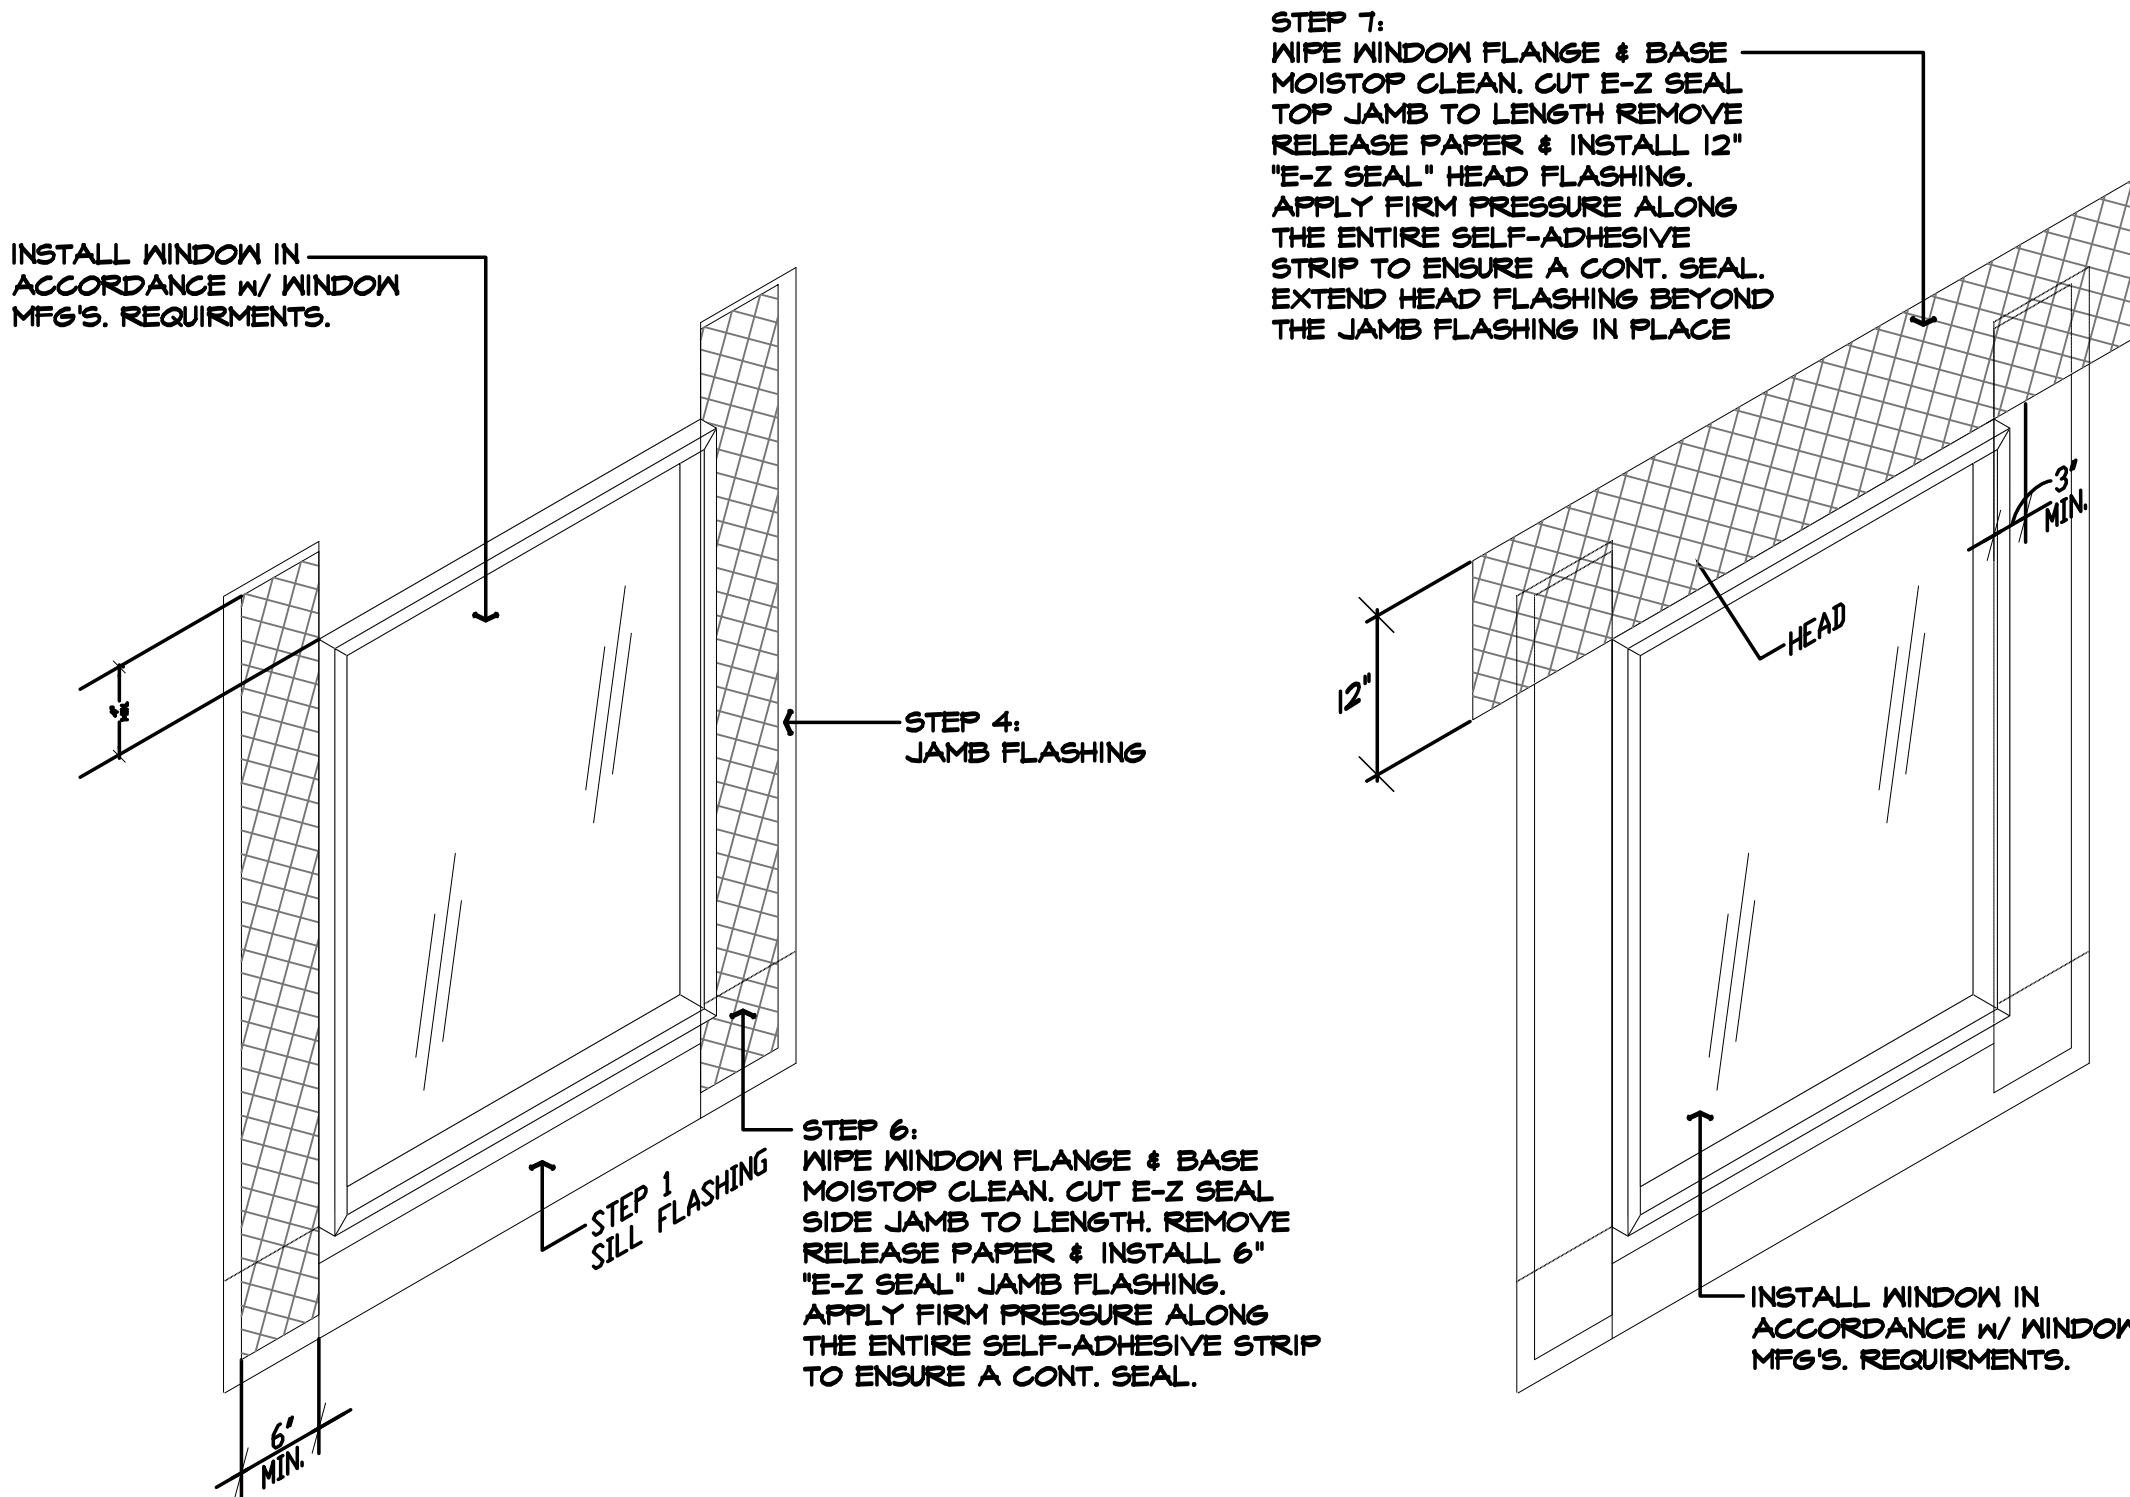 INSTALL WINDOW IN
ACCORDANCE w/ WINDOW
MFG'S. REQUIRMENTS.
4"
MIN.
STEP 4:
JAMB FLASHING
STEP 1
SILL FLASHING
STEP 6:
WIPE WINDOW FLANGE & BASE
MOISTOP CLEAN. CUT E-Z SEAL
SIDE JAMB TO LENGTH. REMOVE
RELEASE PAPER & INSTALL 6"
"E-Z SEAL" JAMB FLASHING.
APPLY FIRM PRESSURE ALONG
THE ENTIRE SELF-ADHESIVE STRIP
TO ENSURE A CONT. SEAL.
6"
MIN.
STEP 7:
WIPE WINDOW FLANGE & BASE
MOISTOP CLEAN. CUT E-Z SEAL
TOP JAMB TO LENGTH REMOVE
RELEASE PAPER & INSTALL 12"
"E-Z SEAL" HEAD FLASHING.
APPLY FIRM PRESSURE ALONG
THE ENTIRE SELF-ADHESIVE
STRIP TO ENSURE A CONT. SEAL.
EXTEND HEAD FLASHING BEYOND
THE JAMB FLASHING IN PLACE
3"
MIN.
HEAD
12"
INSTALL WINDOW IN
ACCORDANCE w/ WINDOW
MFG'S. REQUIRMENTS.